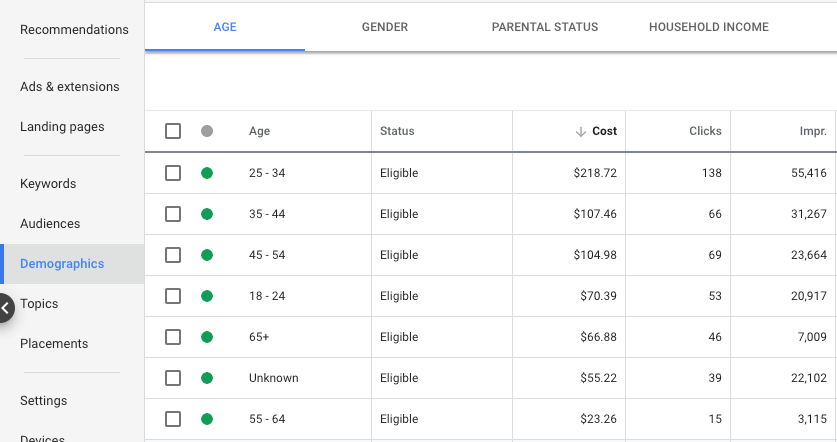 Recommendations
Ads & extensions
Landing pages
Keywords
Audiences
Demographics
Topics
Placements
Settings
Devices
AGE GENDER PARENTAL STATUS HOUSEHOLD INCOME
Age Status ↓ Cost Clicks Impr.
25 - 34 Eligible $218.72 138 55,416
35 - 44 Eligible $107.46 66 31,267
45 - 54 Eligible $104.98 69 23,664
18 - 24 Eligible $70.39 53 20,917
65+ Eligible $66.88 46 7,009
Unknown Eligible $55.22 39 22,102
55 - 64 Eligible $23.26 15 3,115